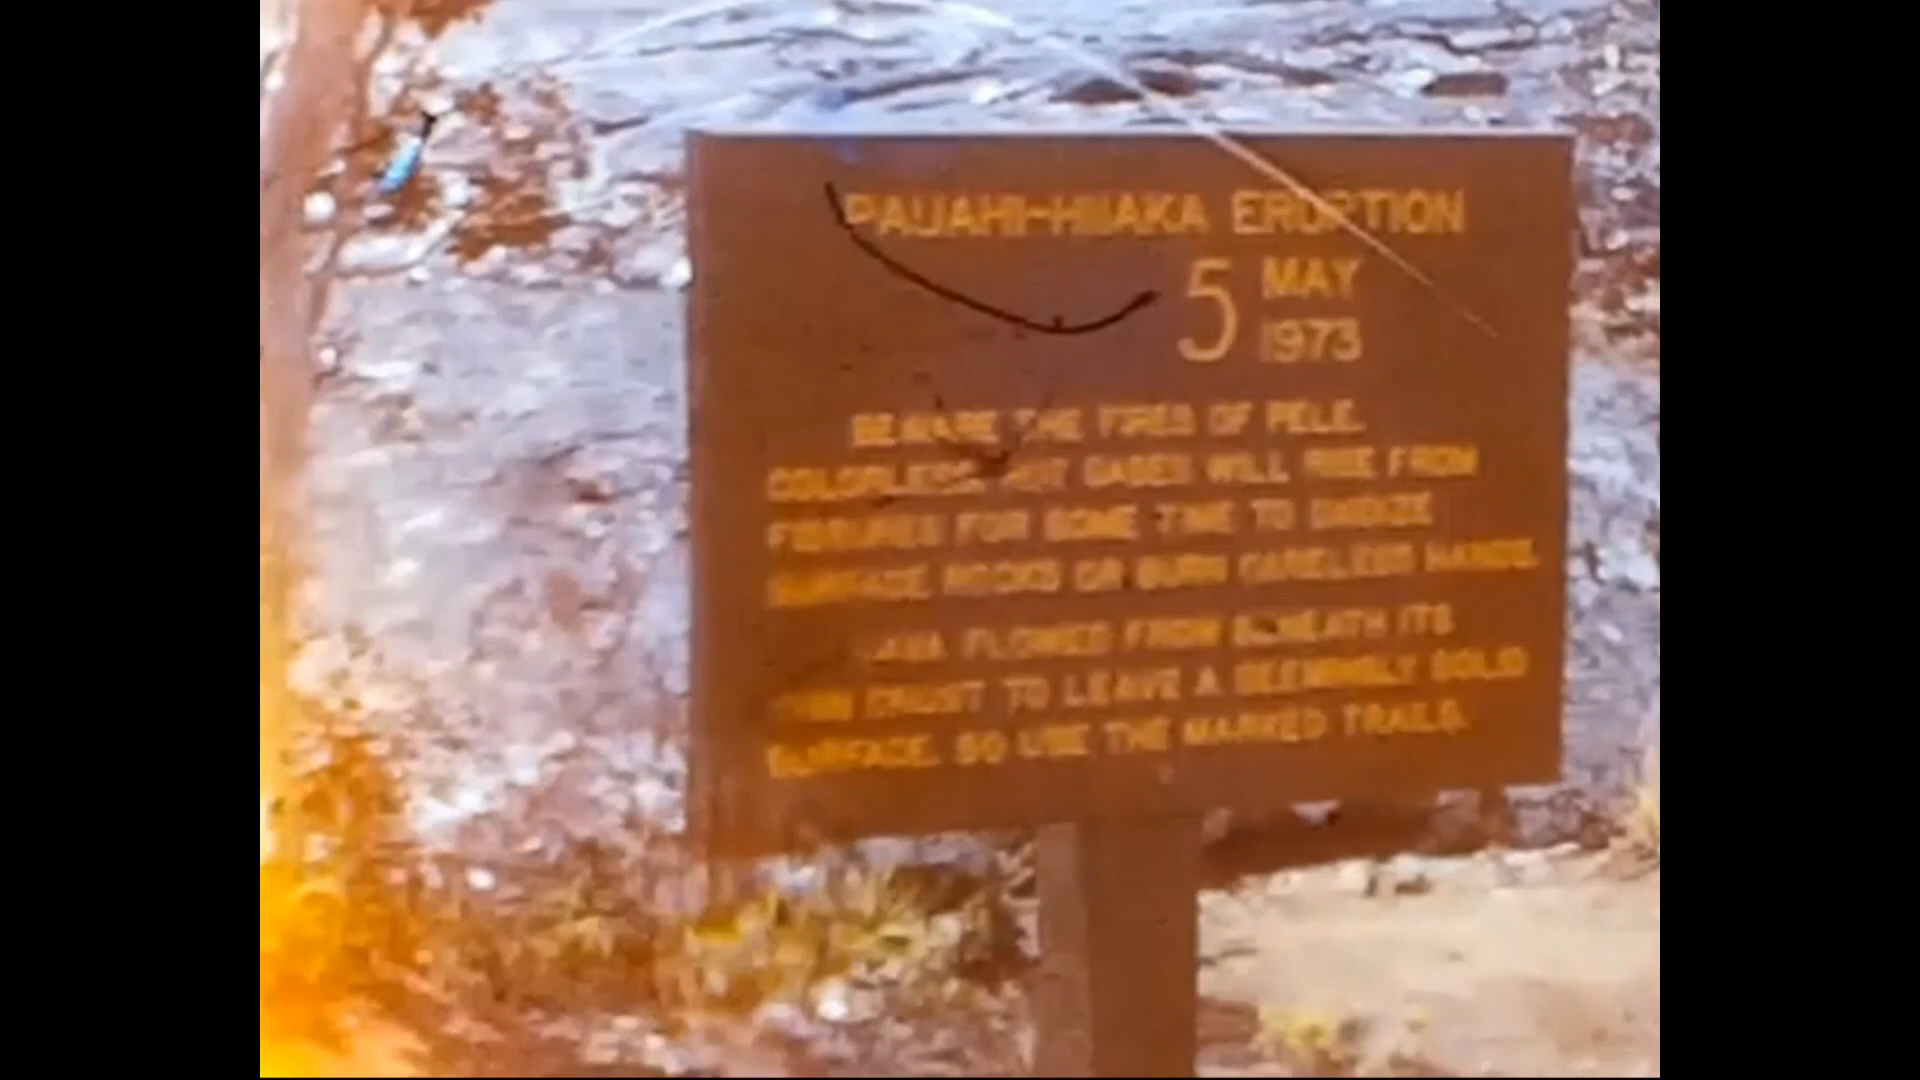 PAUAHI-HIIAKA ERUPTION
5 MAY
1973
BEWARE THE FIRES OF PELE.
COLORLESS, HOT GASES WILL RISE FROM
FISSURES FOR SOME TIME TO OXIDIZE
SURFACE ROCKS OR BURN CARELESS HANDS.
LAVA FLOWED FROM BENEATH ITS
THIN CRUST TO LEAVE A SEEMINGLY SOLID
SURFACE. SO USE THE MARKED TRAILS.